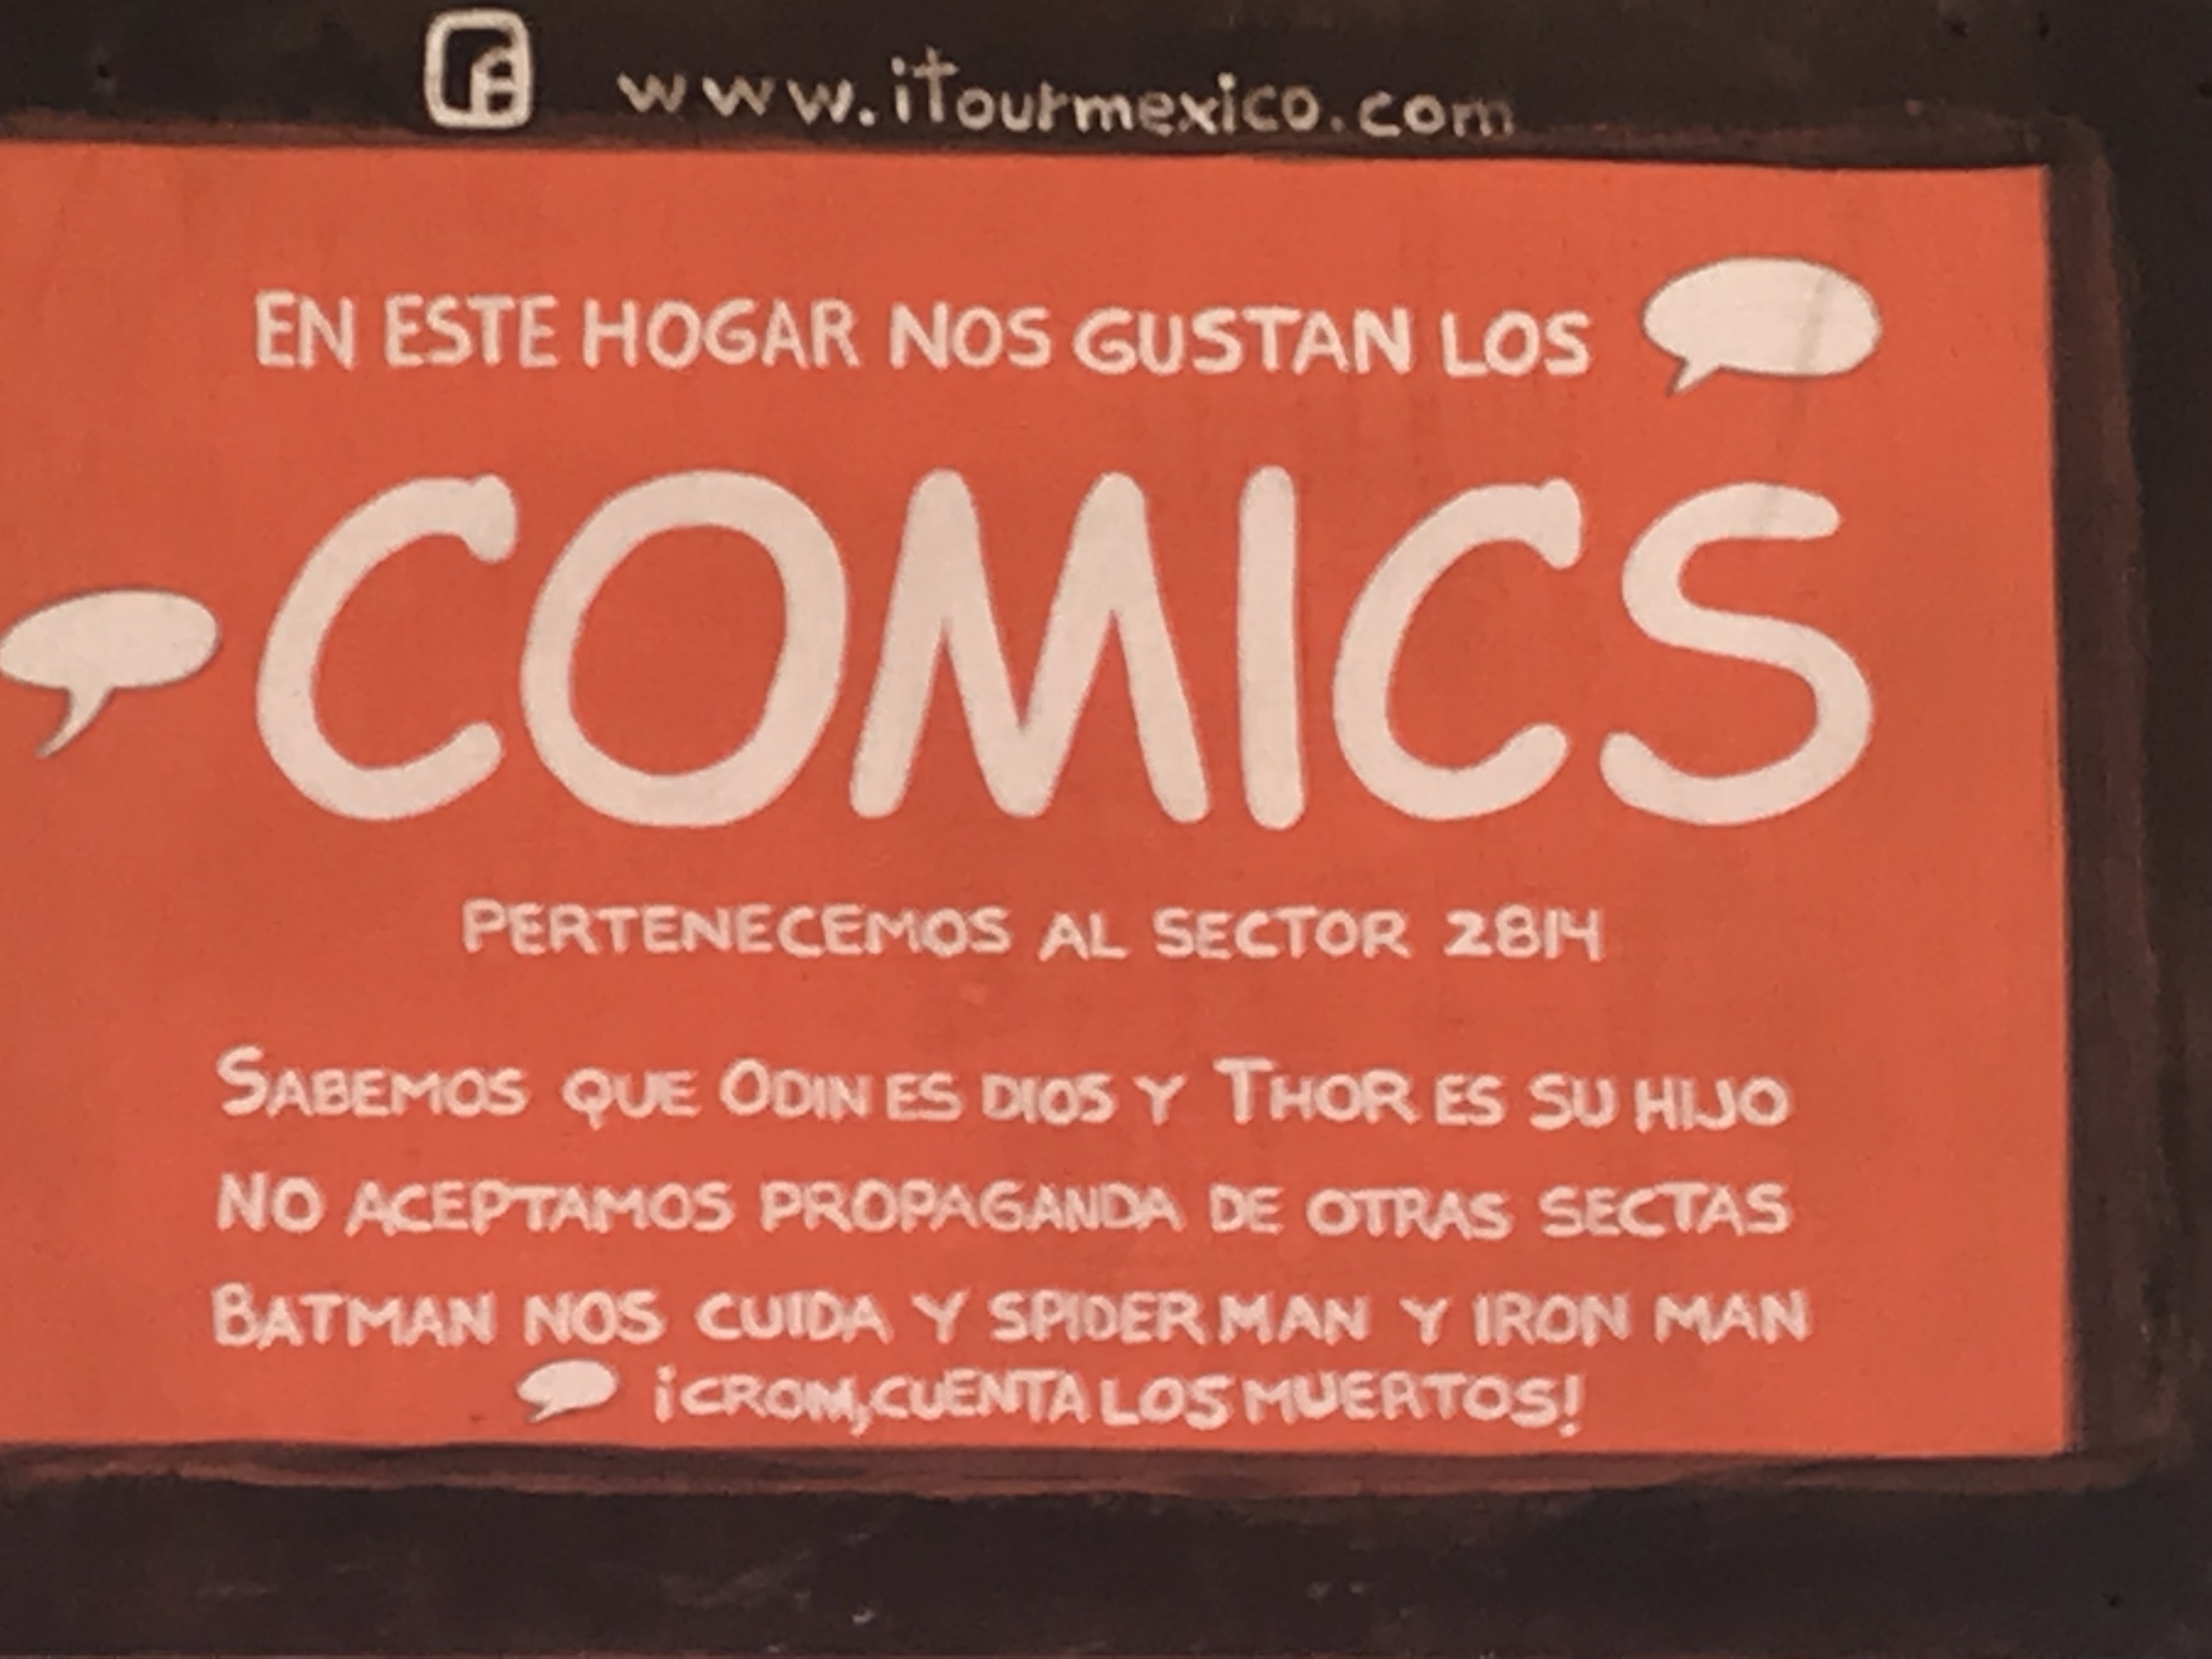 www.iTourmexico.com
EN ESTE HOGAR NOS GUSTAN LOS
COMICS
PERTENECEMOS AL SECTOR 2814
SABEMOS QUE ODIN ES DIOS Y THOR ES SU HIJO
NO ACEPTAMOS PROPAGANDA DE OTRAS SECTAS
BATMAN NOS CUIDA Y SPIDERMAN Y IRON MAN
¡CROM, CUENTA LOS MUERTOS!